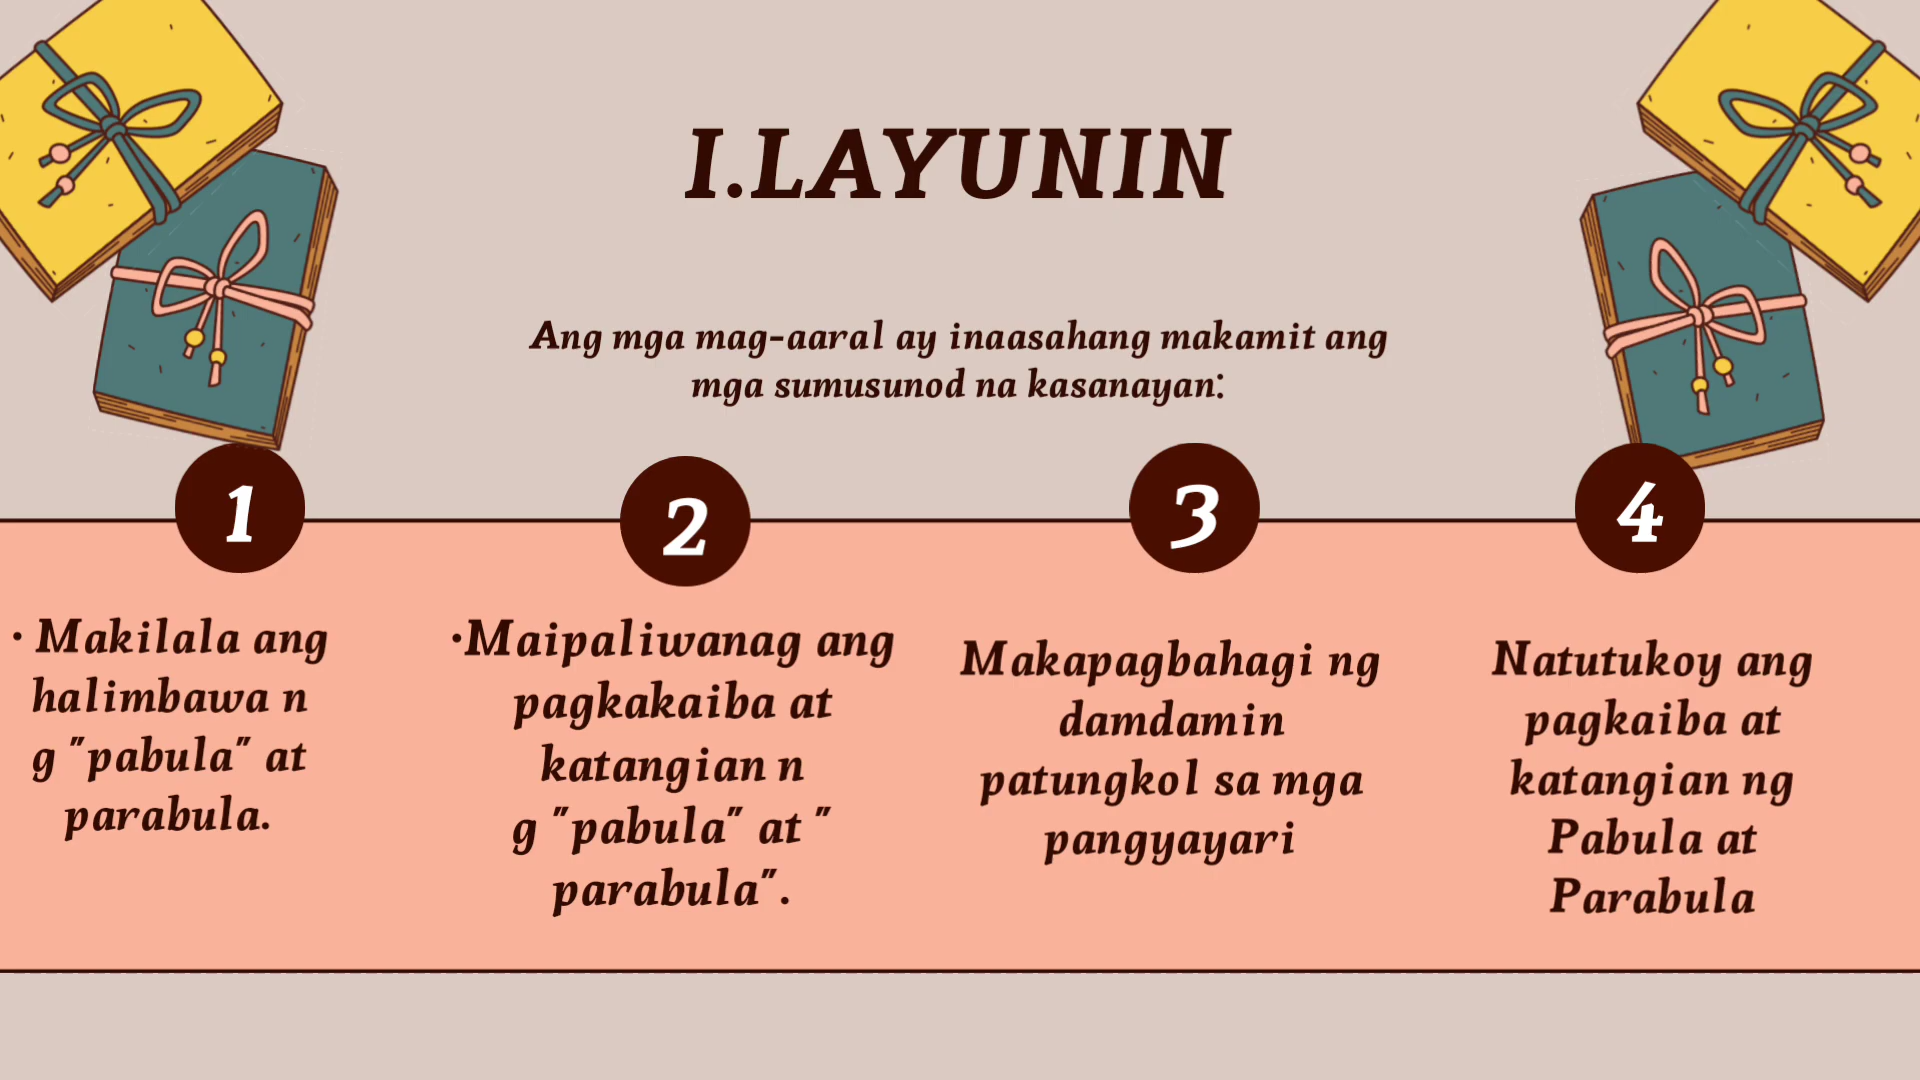 I.LAYUNIN
Ang mga mag-aaral ay inaasahang makamit ang
mga sumusunod na kasanayan:
1
· Makilala ang
halimbawa n
g "pabula" at
parabula.
2
·Maipaliwanag ang
pagkakaiba at
katangian n
g "pabula" at "
parabula".
3
Makapagbahagi ng
damdamin
patungkol sa mga
pangyayari
4
Natutukoy ang
pagkaiba at
katangian ng
Pabula at
Parabula